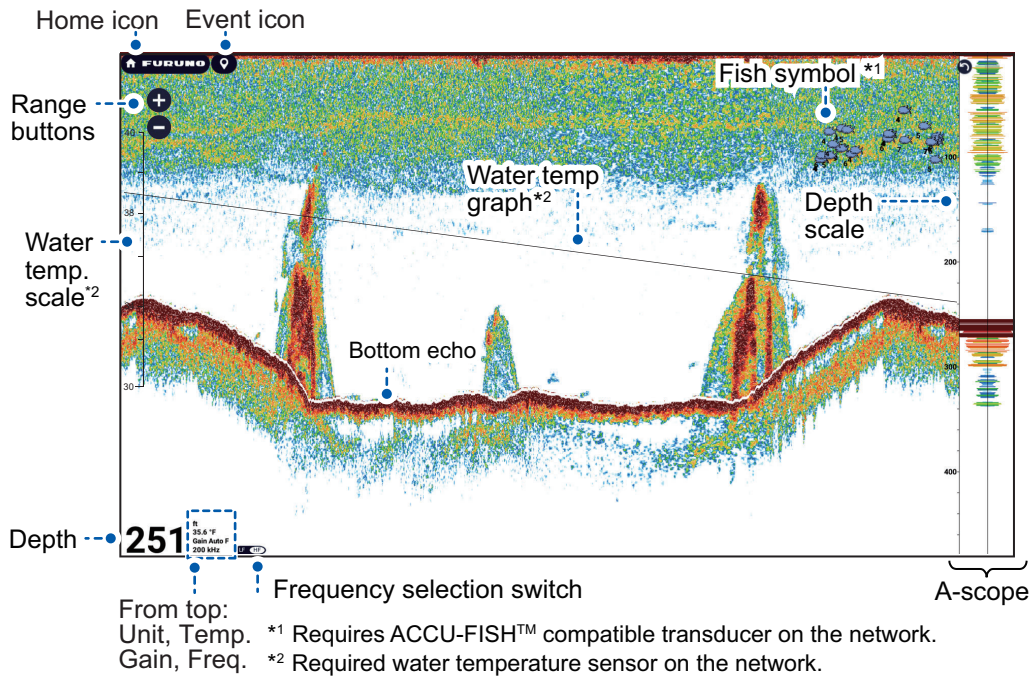 Home icon
Event icon
FURUNO
Fish symbol *1
Range
buttons
40
100
Water temp
graph*2
Depth
scale
38
Water
temp.
scale*2
200
Bottom echo
300
30
400
Depth
251
ft
35.6 °F
Gain Auto F
200 kHz
LF HF
Frequency selection switch
A-scope
From top:
Unit, Temp.
Gain, Freq.
*1 Requires ACCU-FISH™ compatible transducer on the network.
*2 Required water temperature sensor on the network.